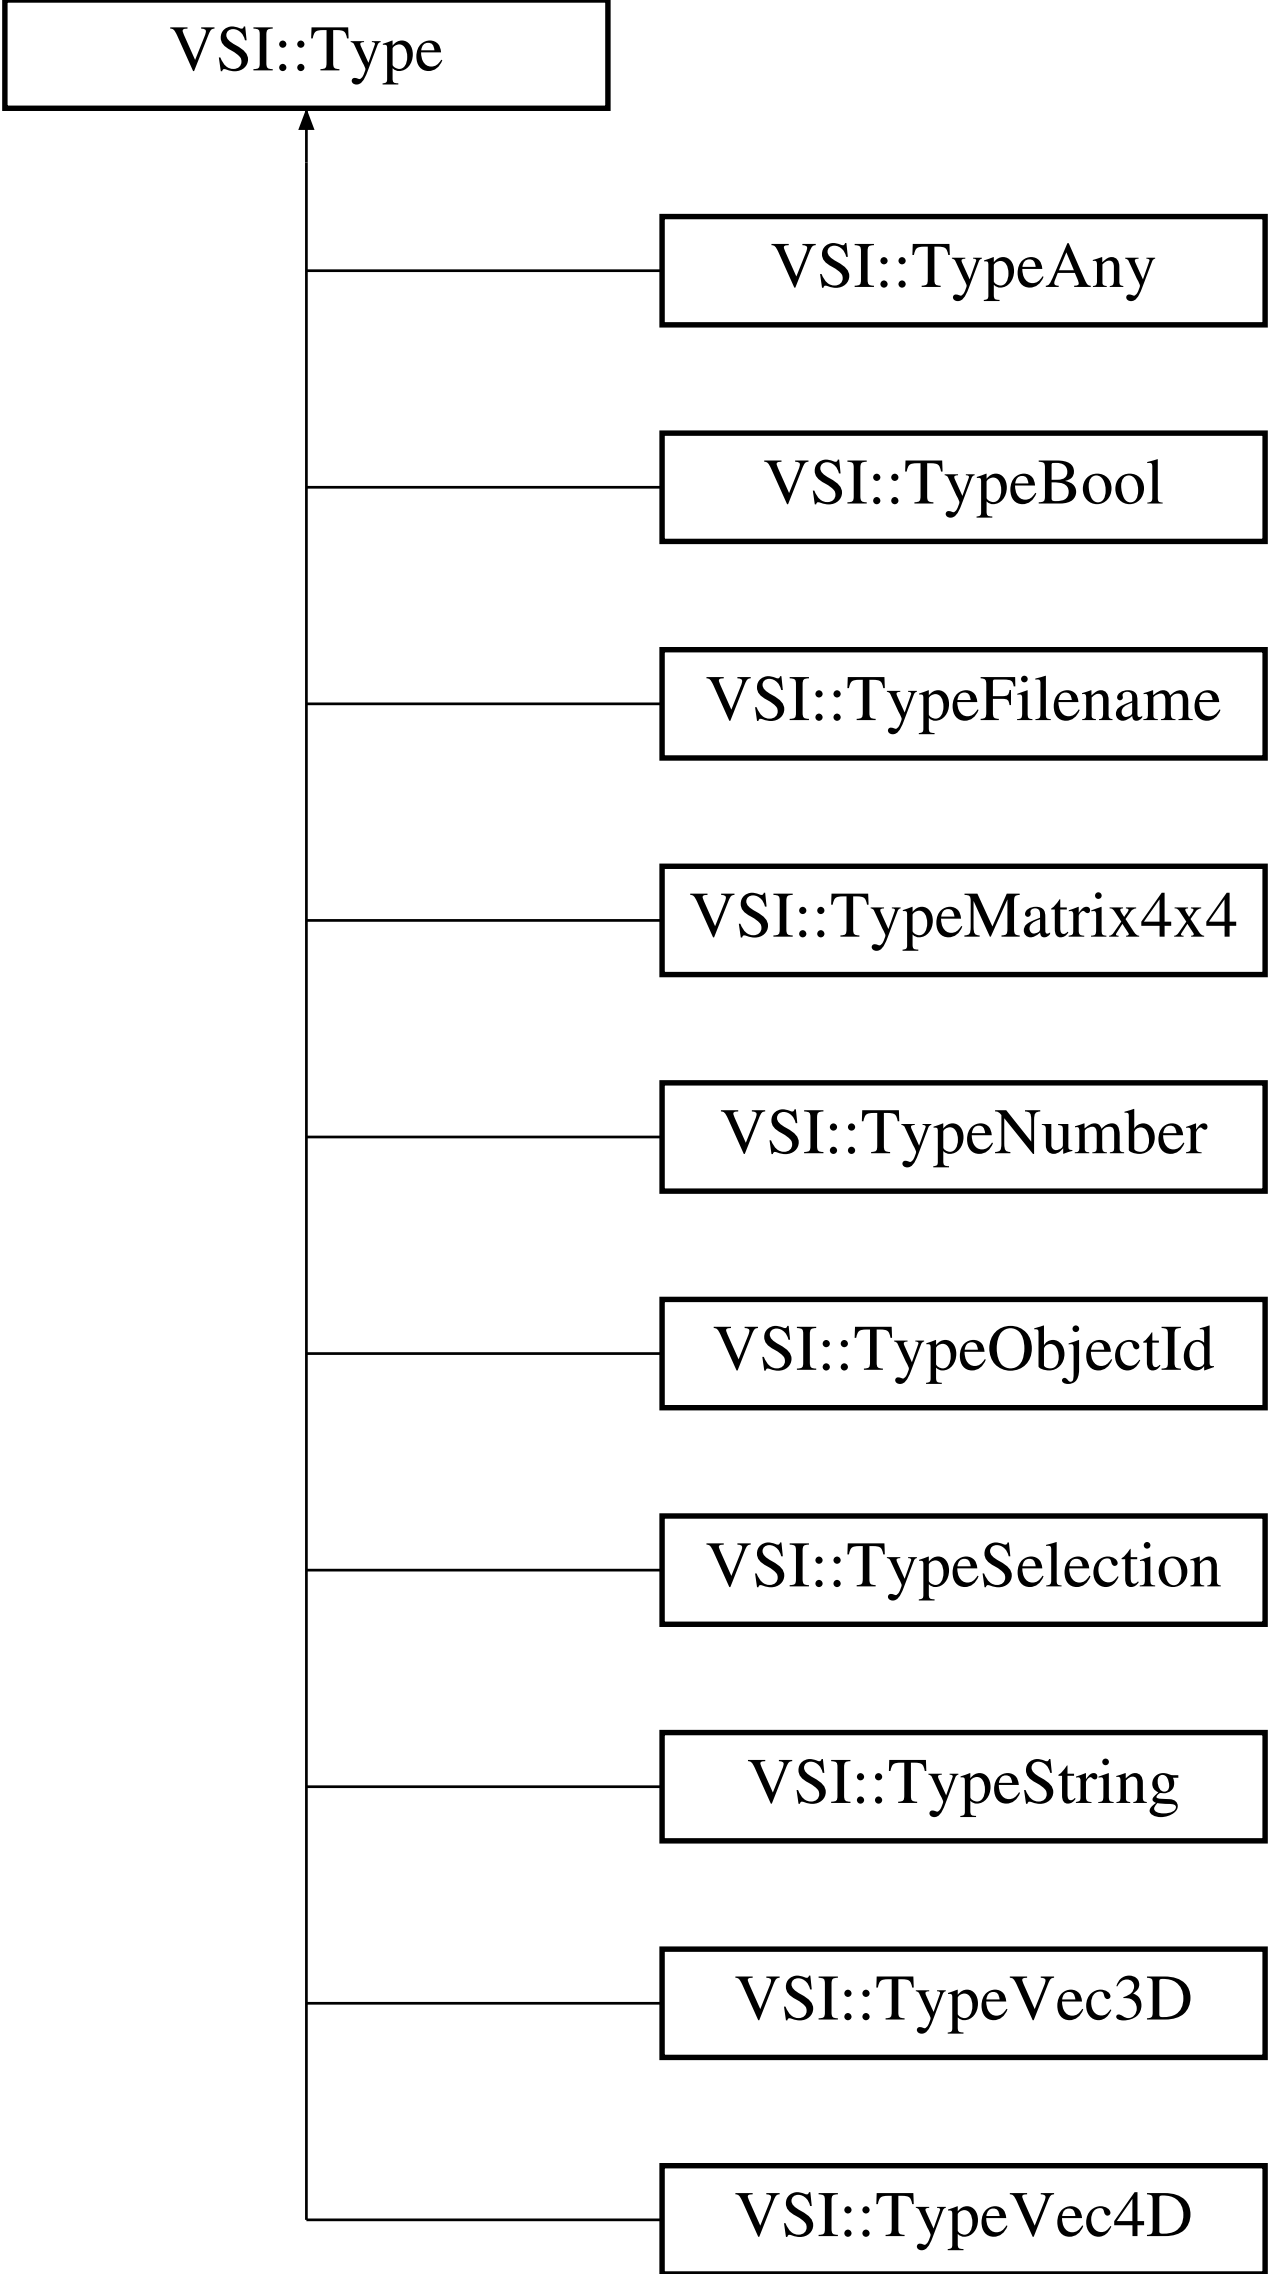 VSI::Type
VSI::TypeAny
VSI::TypeBool
VSI::TypeFilename
VSI::TypeMatrix4x4
VSI::TypeNumber
VSI::TypeObjectId
VSI::TypeSelection
VSI::TypeString
VSI::TypeVec3D
VSI::TypeVec4D